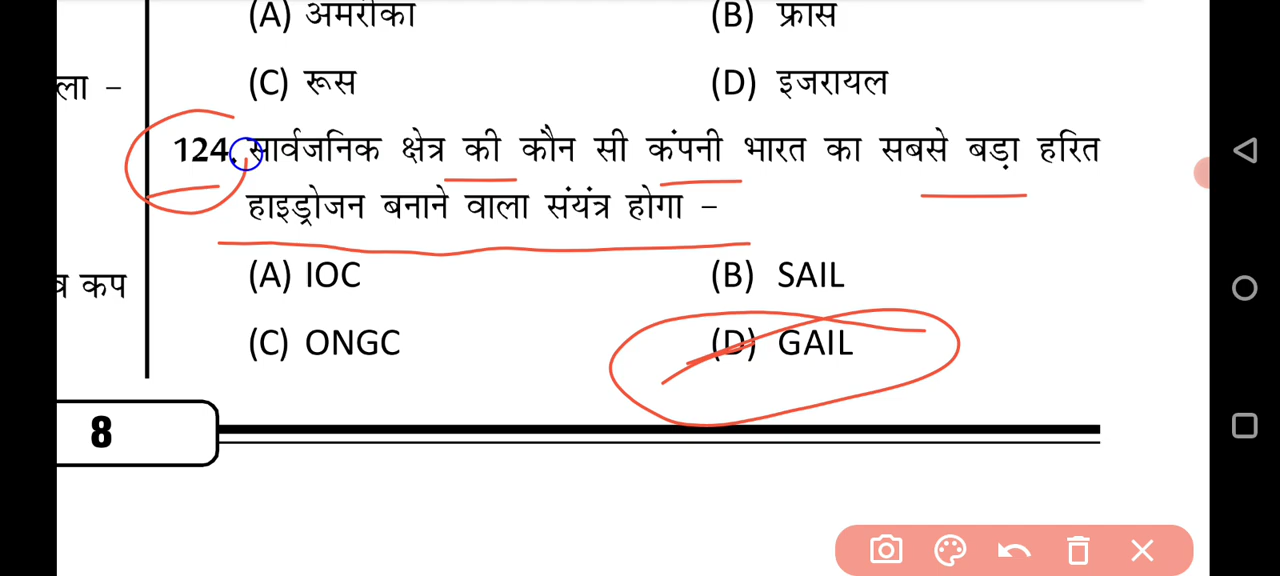 (A) अमरीका (B) फ्रांस
ला – (C) रूस (D) इजरायल
124. सार्वजनिक क्षेत्र की कौन सी कंपनी भारत का सबसे बड़ा हरित
हाइड्रोजन बनाने वाला संयंत्र होगा –
(A) IOC (B) SAIL
कप
(C) ONGC (D) GAIL
8